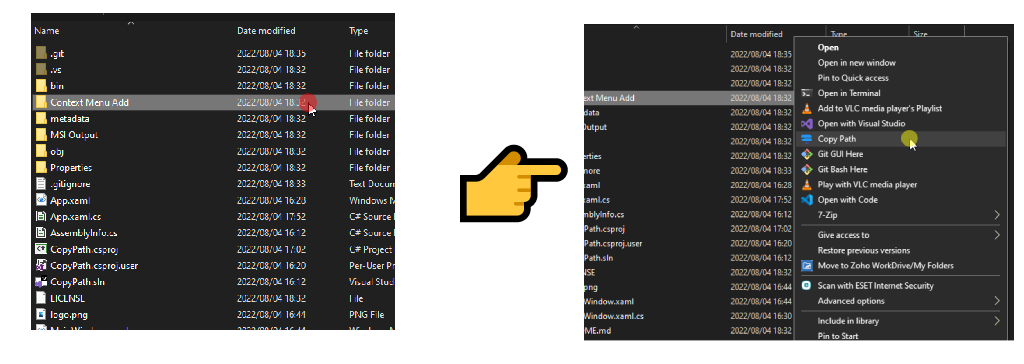 Name Date modified Type
.git 2022/08/04 18:35 File folder
.vs 2022/08/04 18:32 File folder
bin 2022/08/04 18:32 File folder
Context Menu Add 2022/08/04 18:32 File folder
metadata 2022/08/04 18:32 File folder
MSI Output 2022/08/04 18:32 File folder
obj 2022/08/04 18:32 File folder
Properties 2022/08/04 18:32 File folder
.gitignore 2022/08/04 18:33 Text Docum
App.xaml 2022/08/04 16:28 Windows M
App.xaml.cs 2022/08/04 17:52 C# Source
AssemblyInfo.cs 2022/08/04 16:12 C# Source
CopyPath.csproj 2022/08/04 17:02 C# Project
CopyPath.csproj.user 2022/08/04 16:20 Per-User Pr
CopyPath.sln 2022/08/04 16:12 Visual Stud
LICENSE 2022/08/04 18:32 File
logo.png 2022/08/04 16:44 PNG File
Date modified Type Size
2022/08/04 18:35
2022/08/04 18:32
2022/08/04 18:32
ext Menu Add 2022/08/04 18:32
data 2022/08/04 18:32
Output 2022/08/04 18:32
2022/08/04 18:32
erties 2022/08/04 18:32
nore 2022/08/04 18:33
xaml 2022/08/04 16:28
xaml.cs 2022/08/04 17:52
mblyInfo.cs 2022/08/04 16:12
Path.csproj 2022/08/04 17:02
Path.csproj.user 2022/08/04 16:20
Path.sln 2022/08/04 16:12
NSE 2022/08/04 18:32
png 2022/08/04 16:44
Window.xaml 2022/08/04 16:44
Window.xaml.cs 2022/08/04 16:30
ME.md 2022/08/04 18:32
Open
Open in new window
Pin to Quick access
Open in Terminal
Add to VLC media player's Playlist
Open with Visual Studio
Copy Path
Git GUI Here
Git Bash Here
Play with VLC media player
Open with Code
7-Zip
Give access to
Restore previous versions
Move to Zoho WorkDrive/My Folders
Scan with ESET Internet Security
Advanced options
Include in library
Pin to Start